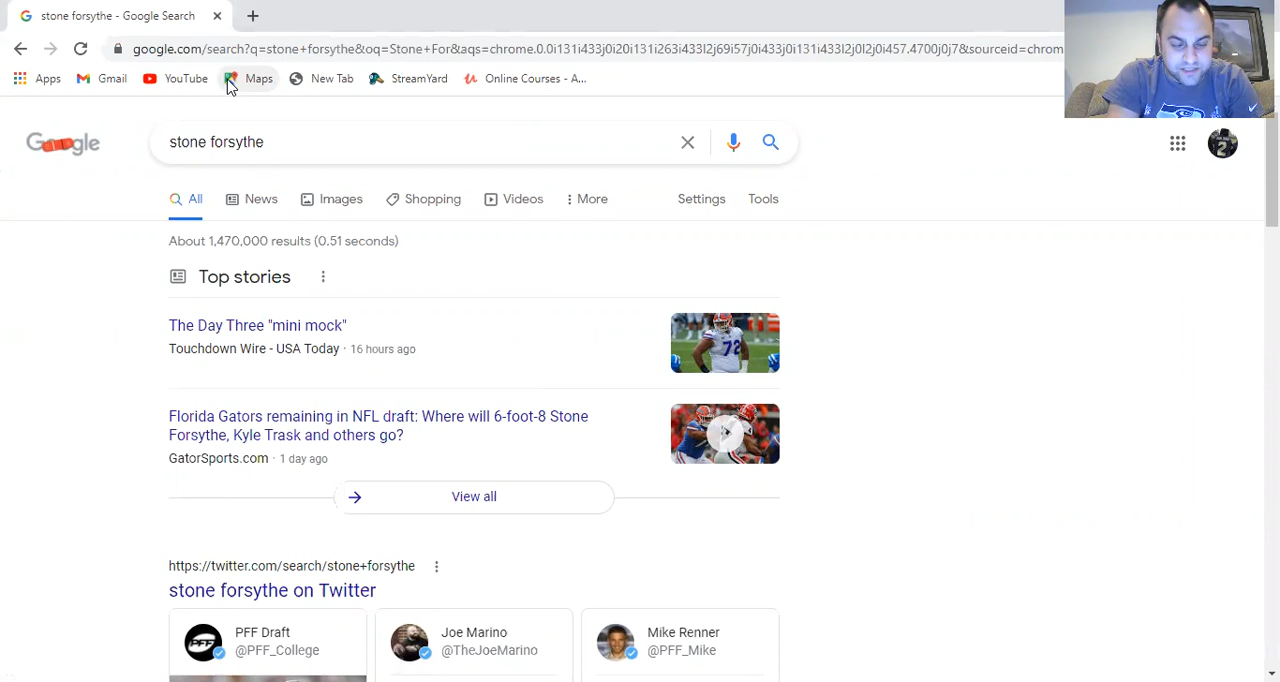 stone forsythe - Google Search
google.com/search?q=stone+forsythe&oq=Stone+For&aqs=chrome.0.0i131i433j0i20i131i263i433l2j69i57j0i433j0i131i433l2j0l2j0i457.4700j0j7&sourceid=chrom
Apps Gmail YouTube Maps New Tab StreamYard Online Courses - A...
Google stone forsythe
2
All News Images Shopping Videos More Settings Tools
About 1,470,000 results (0.51 seconds)
Top stories
The Day Three "mini mock"
Touchdown Wire - USA Today · 16 hours ago
72
Florida Gators remaining in NFL draft: Where will 6-foot-8 Stone
Forsythe, Kyle Trask and others go?
GatorSports.com · 1 day ago
View all
https://twitter.com/search/stone+forsythe
stone forsythe on Twitter
PFF
PFF Draft
@PFF_College
Joe Marino
@TheJoeMarino
Mike Renner
@PFF_Mike